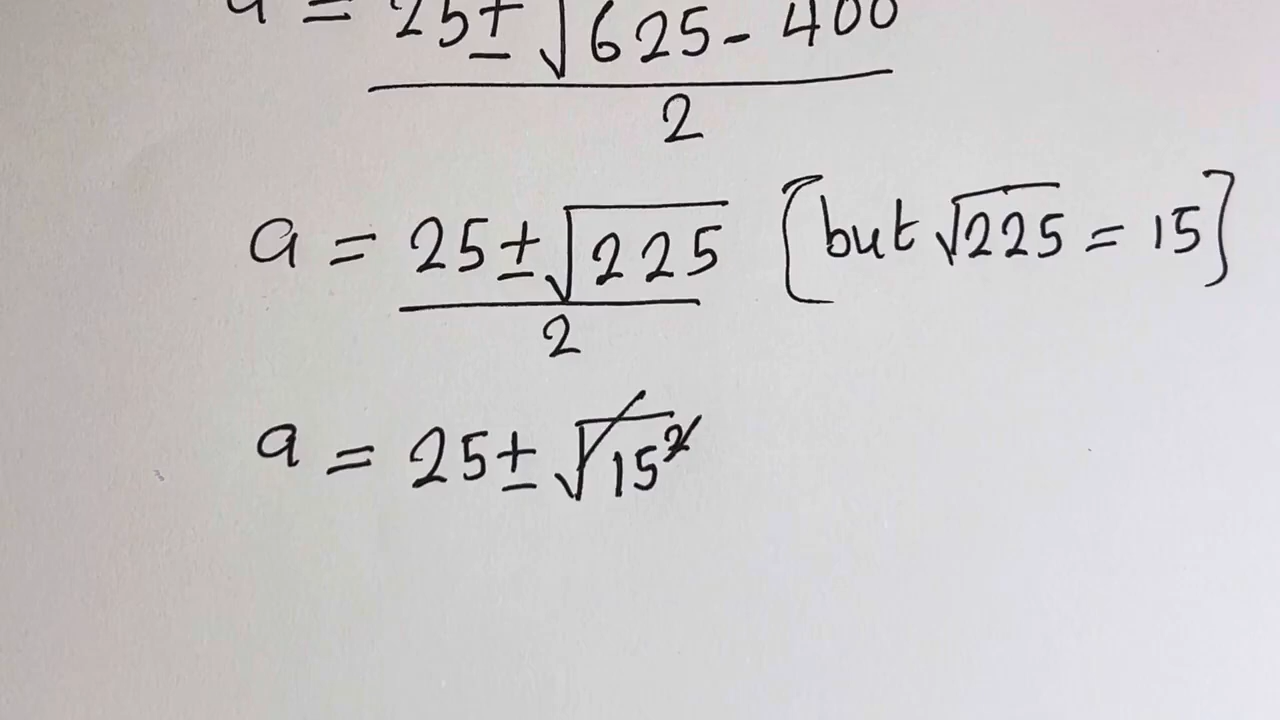 a = 25 ± √625 - 400
2
a = 25 ± √225 [but √225 = 15]
2
a = 25 ± √15²